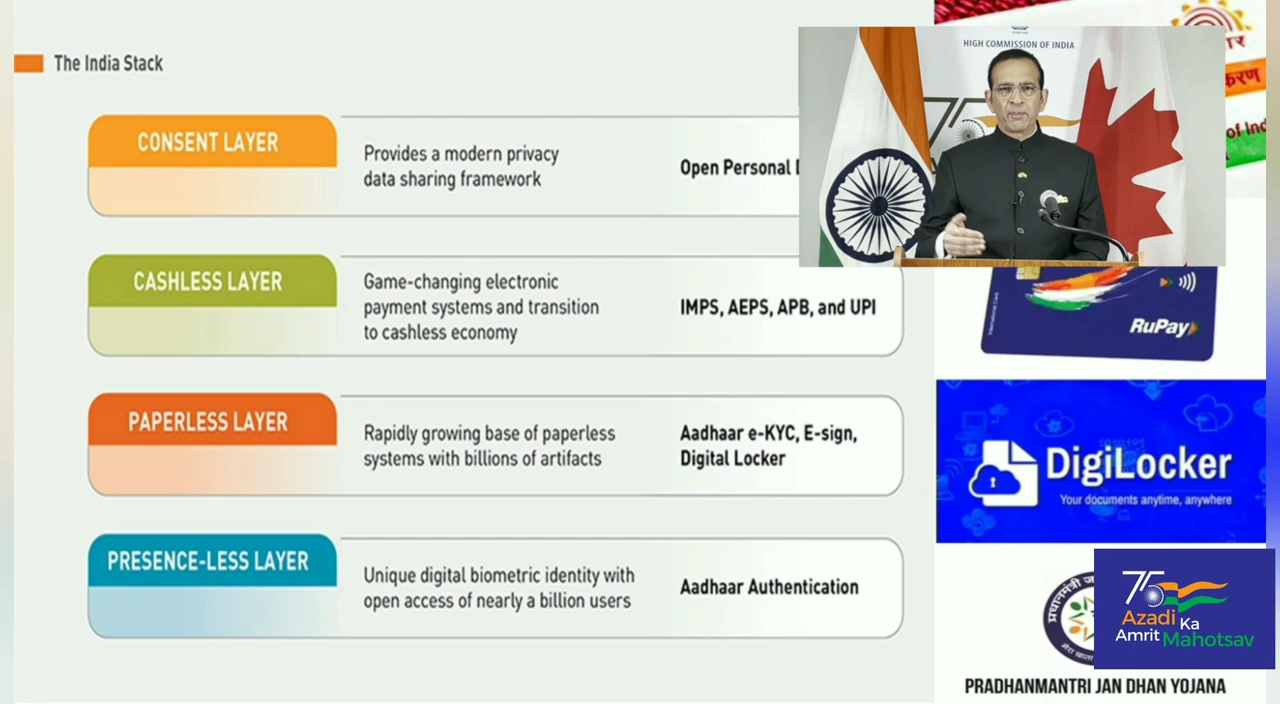 The India Stack
CONSENT LAYER
Provides a modern privacy
data sharing framework
Open Personal
CASHLESS LAYER
Game-changing electronic
payment systems and transition
to cashless economy
IMPS, AEPS, APB, and UPI
PAPERLESS LAYER
Rapidly growing base of paperless
systems with billions of artifacts
Aadhaar e-KYC, E-sign,
Digital Locker
PRESENCE-LESS LAYER
Unique digital biometric identity with
open access of nearly a billion users
Aadhaar Authentication
HIGH COMMISSION OF INDIA
75
of Ind
RuPay
DigiLocker
Your documents anytime, anywhere
75
Azadi Ka
Amrit Mahotsav
PRADHANMANTRI JAN DHAN YOJANA